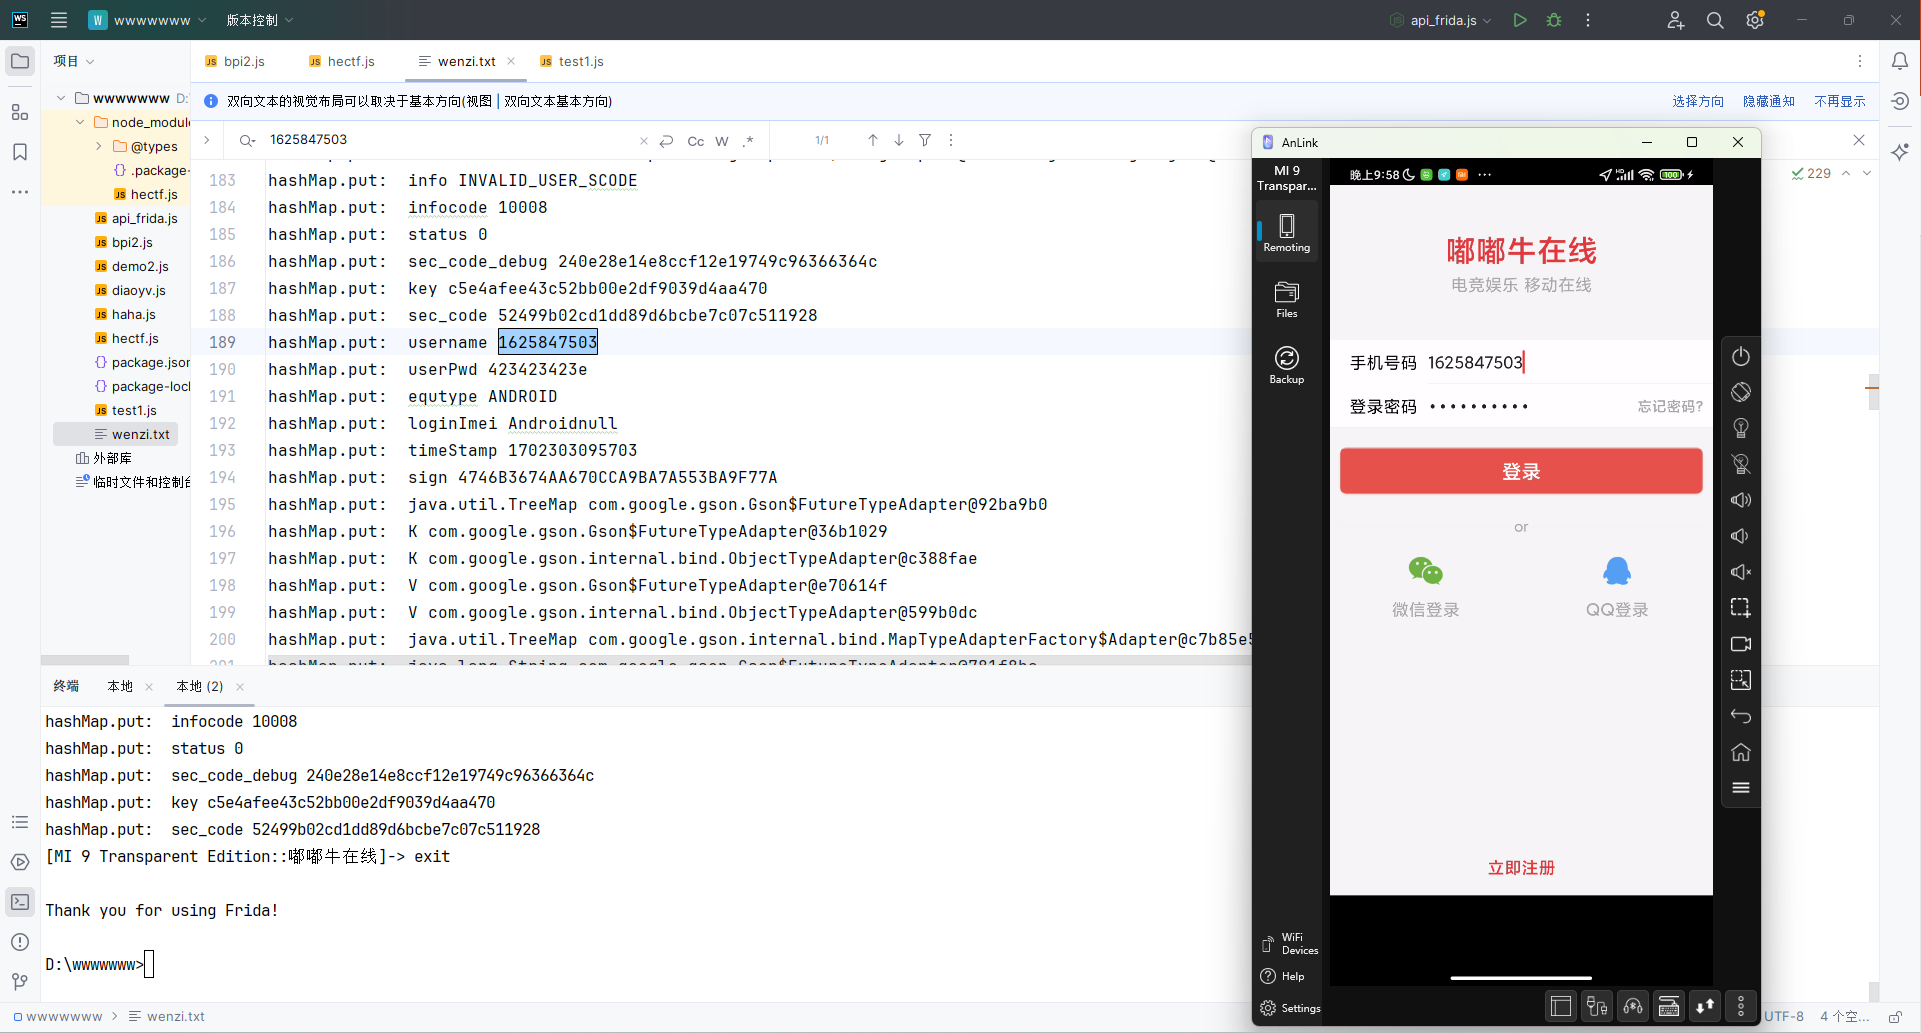 WS
W
wwwwwww
版本控制
api_frida.js
项目
bpi2.js
hectf.js
wenzi.txt
test1.js
wwwwwww D:
node_module
@types
.package-
hectf.js
api_frida.js
bpi2.js
demo2.js
diaoyv.js
haha.js
hectf.js
package.json
package-lock
test1.js
wenzi.txt
外部库
临时文件和控制台
双向文本的视觉布局可以取决于基本方向(视图 | 双向文本基本方向)
选择方向 隐藏通知 不再显示
1625847503
Cc W .*
1/1
229
183 hashMap.put: info INVALID_USER_SCODE
184 hashMap.put: infocode 10008
185 hashMap.put: status 0
186 hashMap.put: sec_code_debug 240e28e14e8ccf12e19749c96366364c
187 hashMap.put: key c5e4afee43c52bb00e2df9039d4aa470
188 hashMap.put: sec_code 52499b02cd1dd89d6bcbe7c07c511928
189 hashMap.put: username 1625847503
190 hashMap.put: userPwd 423423423e
191 hashMap.put: equtype ANDROID
192 hashMap.put: loginImei Androidnull
193 hashMap.put: timeStamp 1702303095703
194 hashMap.put: sign 4746B3674AA670CCA9BA7A553BA9F77A
195 hashMap.put: java.util.TreeMap com.google.gson.Gson$FutureTypeAdapter@92ba9b0
196 hashMap.put: K com.google.gson.Gson$FutureTypeAdapter@36b1029
197 hashMap.put: K com.google.gson.internal.bind.ObjectTypeAdapter@c388fae
198 hashMap.put: V com.google.gson.Gson$FutureTypeAdapter@e70614f
199 hashMap.put: V com.google.gson.internal.bind.ObjectTypeAdapter@599b0dc
200 hashMap.put: java.util.TreeMap com.google.gson.internal.bind.MapTypeAdapterFactory$Adapter@c7b85e5
终端 本地 本地 (2)
hashMap.put: infocode 10008
hashMap.put: status 0
hashMap.put: sec_code_debug 240e28e14e8ccf12e19749c96366364c
hashMap.put: key c5e4afee43c52bb00e2df9039d4aa470
hashMap.put: sec_code 52499b02cd1dd89d6bcbe7c07c511928
[MI 9 Transparent Edition::嘟嘟牛在线]-> exit
Thank you for using Frida!
D:\wwwwwww>
wwwwwww > wenzi.txt
UTF-8 4 个空...
AnLink
MI 9
Transpar...
Remoting
Files
Backup
WiFi
Devices
Help
Settings
晚上9:58
100
嘟嘟牛在线
电竞娱乐 移动在线
手机号码 1625847503
登录密码 ••••••••••
忘记密码?
登录
or
微信登录
QQ登录
立即注册